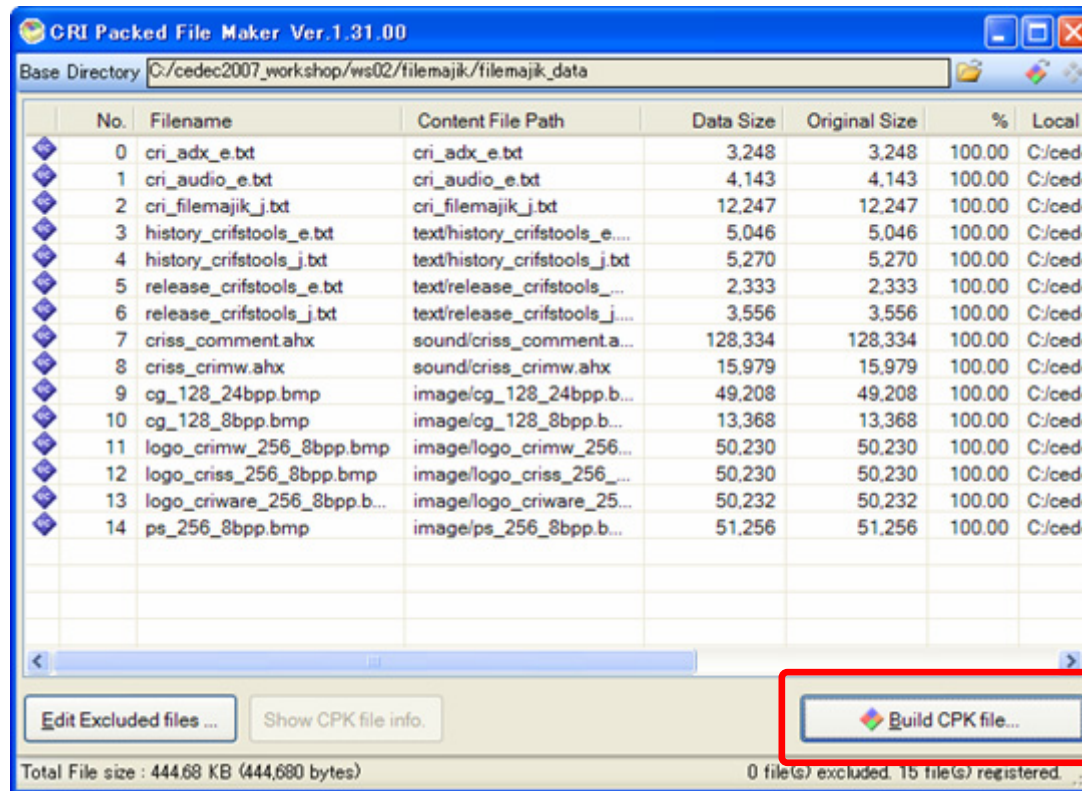 CRI Packed File Maker Ver.1.31.00
Base Directory C:/cedec2007_workshop/ws02/filemajik/filemajik_data
No. Filename Content File Path Data Size Original Size % Local
0 cri_adx_e.txt cri_adx_e.txt 3,248 3,248 100.00 C:/ced
1 cri_audio_e.txt cri_audio_e.txt 4,143 4,143 100.00 C:/ced
2 cri_filemajik_j.txt cri_filemajik_j.txt 12,247 12,247 100.00 C:/ced
3 history_crifstools_e.txt text/history_crifstools_e.... 5,046 5,046 100.00 C:/ced
4 history_crifstools_j.txt text/history_crifstools_j.txt 5,270 5,270 100.00 C:/ced
5 release_crifstools_e.txt text/release_crifstools_... 2,333 2,333 100.00 C:/ced
6 release_crifstools_j.txt text/release_crifstools_j.... 3,556 3,556 100.00 C:/ced
7 criss_comment.ahx sound/criss_comment.a... 128,334 128,334 100.00 C:/ced
8 criss_crimw.ahx sound/criss_crimw.ahx 15,979 15,979 100.00 C:/ced
9 cg_128_24bpp.bmp image/cg_128_24bpp.b... 49,208 49,208 100.00 C:/ced
10 cg_128_8bpp.bmp image/cg_128_8bpp.b... 13,368 13,368 100.00 C:/ced
11 logo_crimw_256_8bpp.bmp image/logo_crimw_256... 50,230 50,230 100.00 C:/ced
12 logo_criss_256_8bpp.bmp image/logo_criss_256_... 50,230 50,230 100.00 C:/ced
13 logo_criware_256_8bpp.b... image/logo_criware_25... 50,232 50,232 100.00 C:/ced
14 ps_256_8bpp.bmp image/ps_256_8bpp.b... 51,256 51,256 100.00 C:/ced
Edit Excluded files ... Show CPK file info. Build CPK file...
Total File size : 444.68 KB (444,680 bytes) 0 file(s) excluded. 15 file(s) registered.